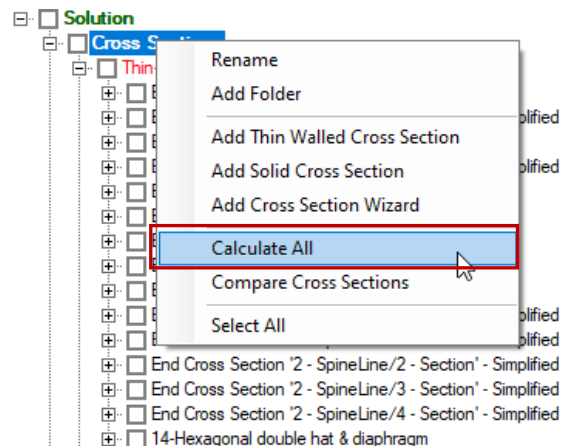 Solution
Cross
Thin-
Rename
Add Folder
plified
Add Thin Walled Cross Section
Add Solid Cross Section
plified
Add Cross Section Wizard
Calculate All
Compare Cross Sections
plified
Select All
plified
End Cross Section '2 - SpineLine/2 - Section' - Simplified
End Cross Section '2 - SpineLine/3 - Section' - Simplified
End Cross Section '2 - SpineLine/4 - Section' - Simplified
14-Hexagonal double hat & diaphragm